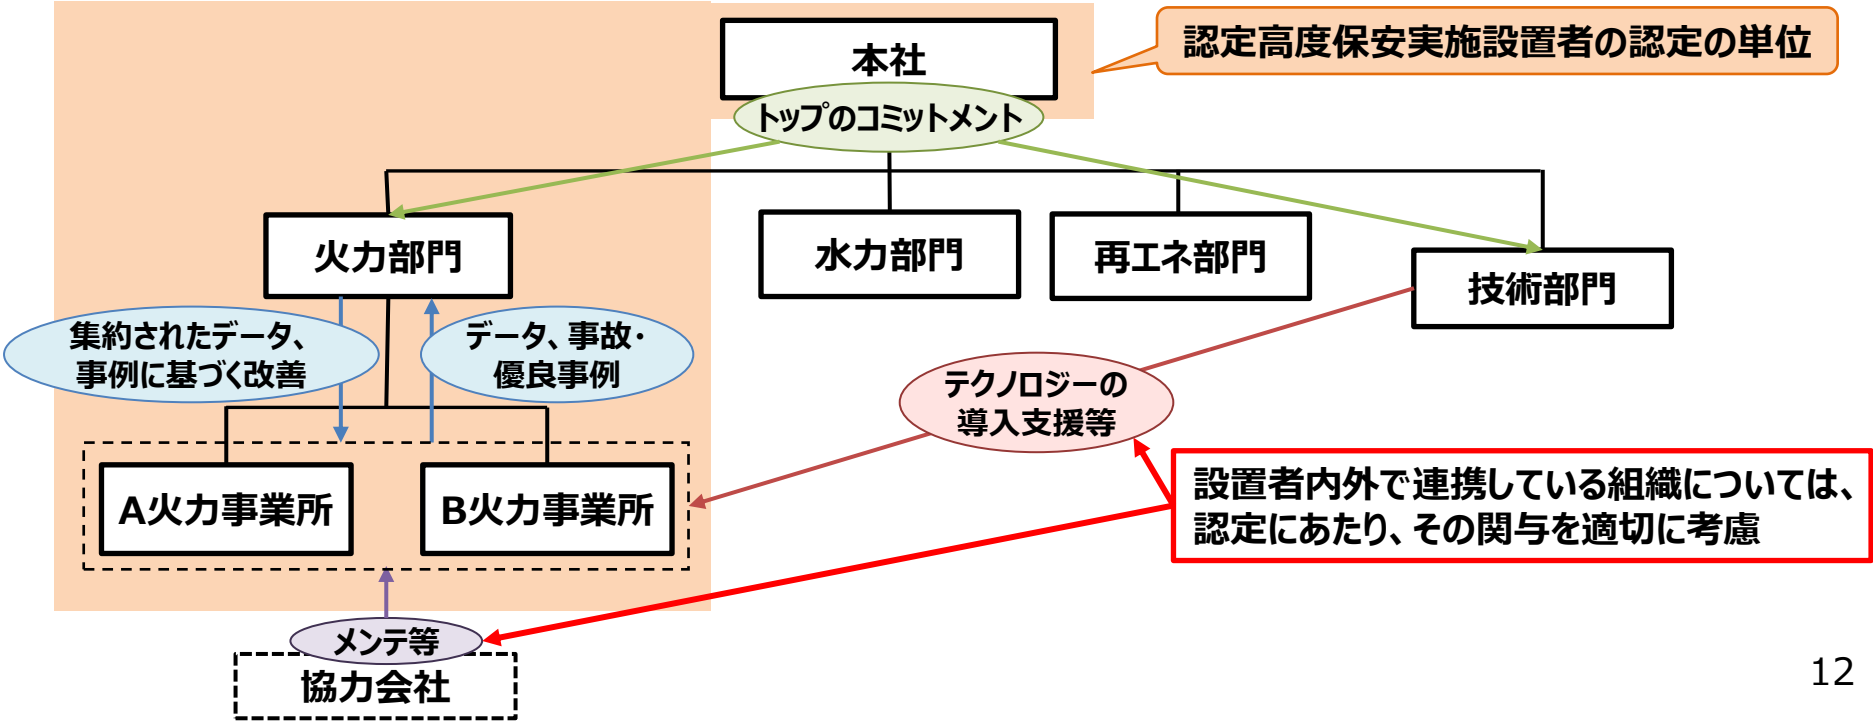 本社
認定高度保安実施設置者の認定の単位
トップのコミットメント
火力部門
水力部門
再エネ部門
技術部門
集約されたデータ、
事例に基づく改善
データ、事故・
優良事例
テクノロジーの
導入支援等
A火力事業所
B火力事業所
設置者内外で連携している組織については、
認定にあたり、その関与を適切に考慮
メンテ等
協力会社
12